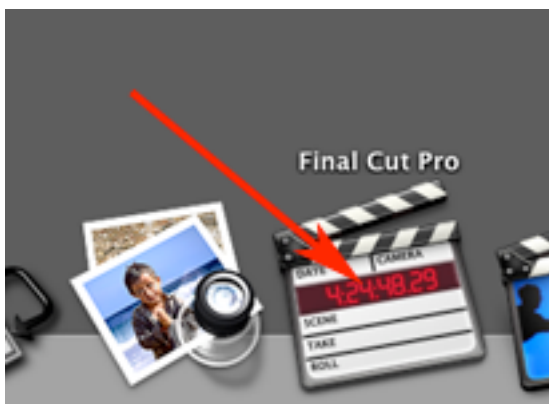 Final Cut Pro
DATE CAMERA
4:24:48:29
SCENE
TAKE
ROLL